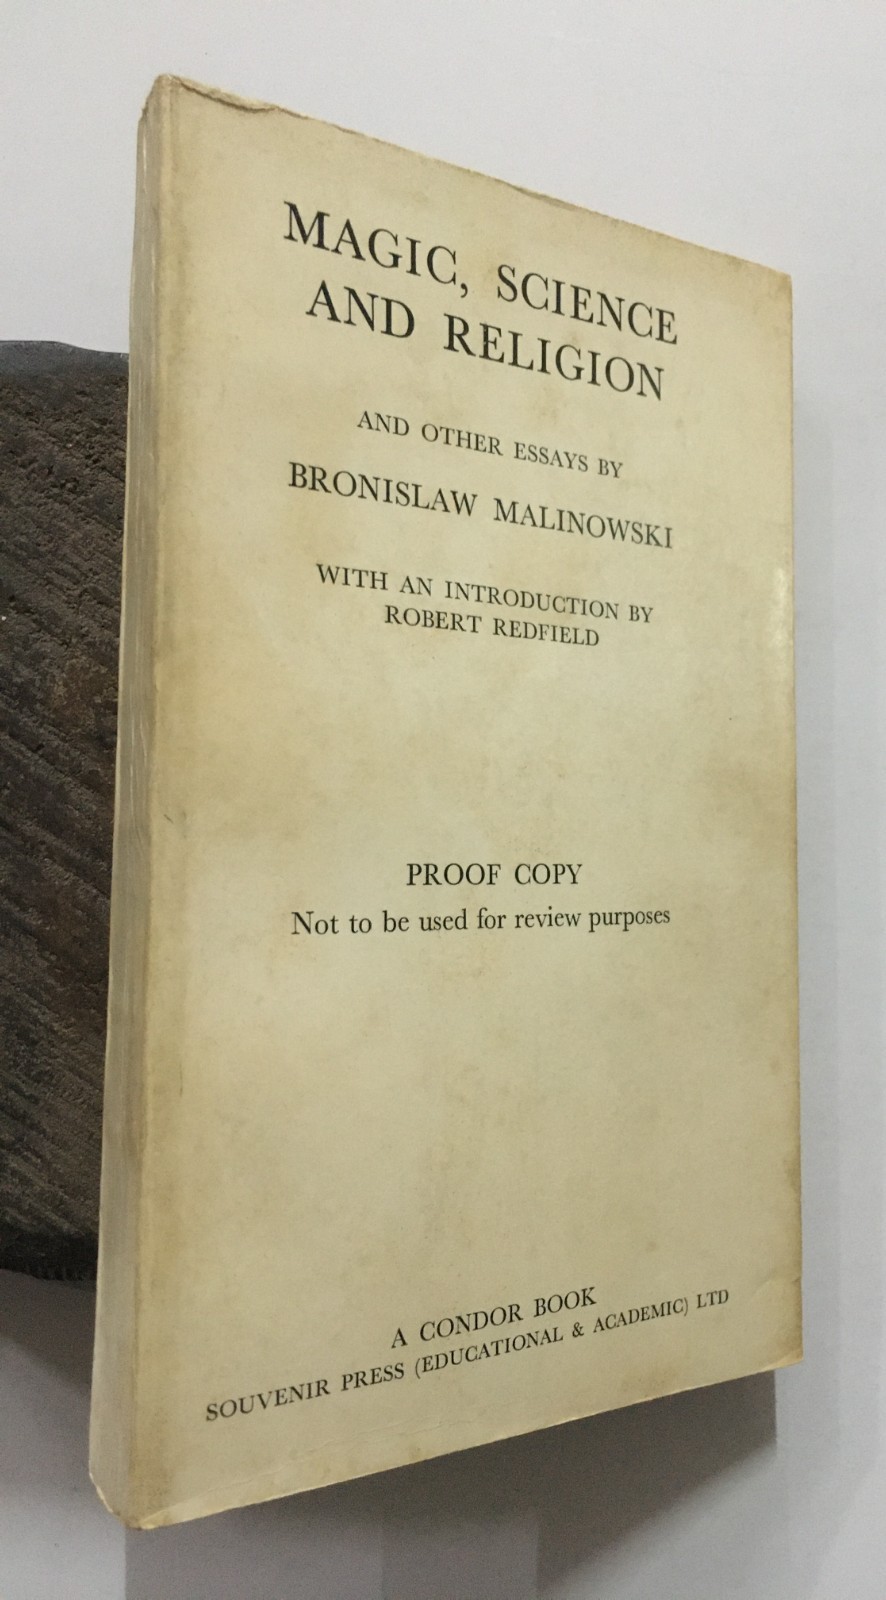 MAGIC, SCIENCE
AND RELIGION
AND OTHER ESSAYS BY
BRONISLAW MALINOWSKI
WITH AN INTRODUCTION BY
ROBERT REDFIELD
PROOF COPY
Not to be used for review purposes
A CONDOR BOOK
SOUVENIR PRESS (EDUCATIONAL & ACADEMIC) LTD